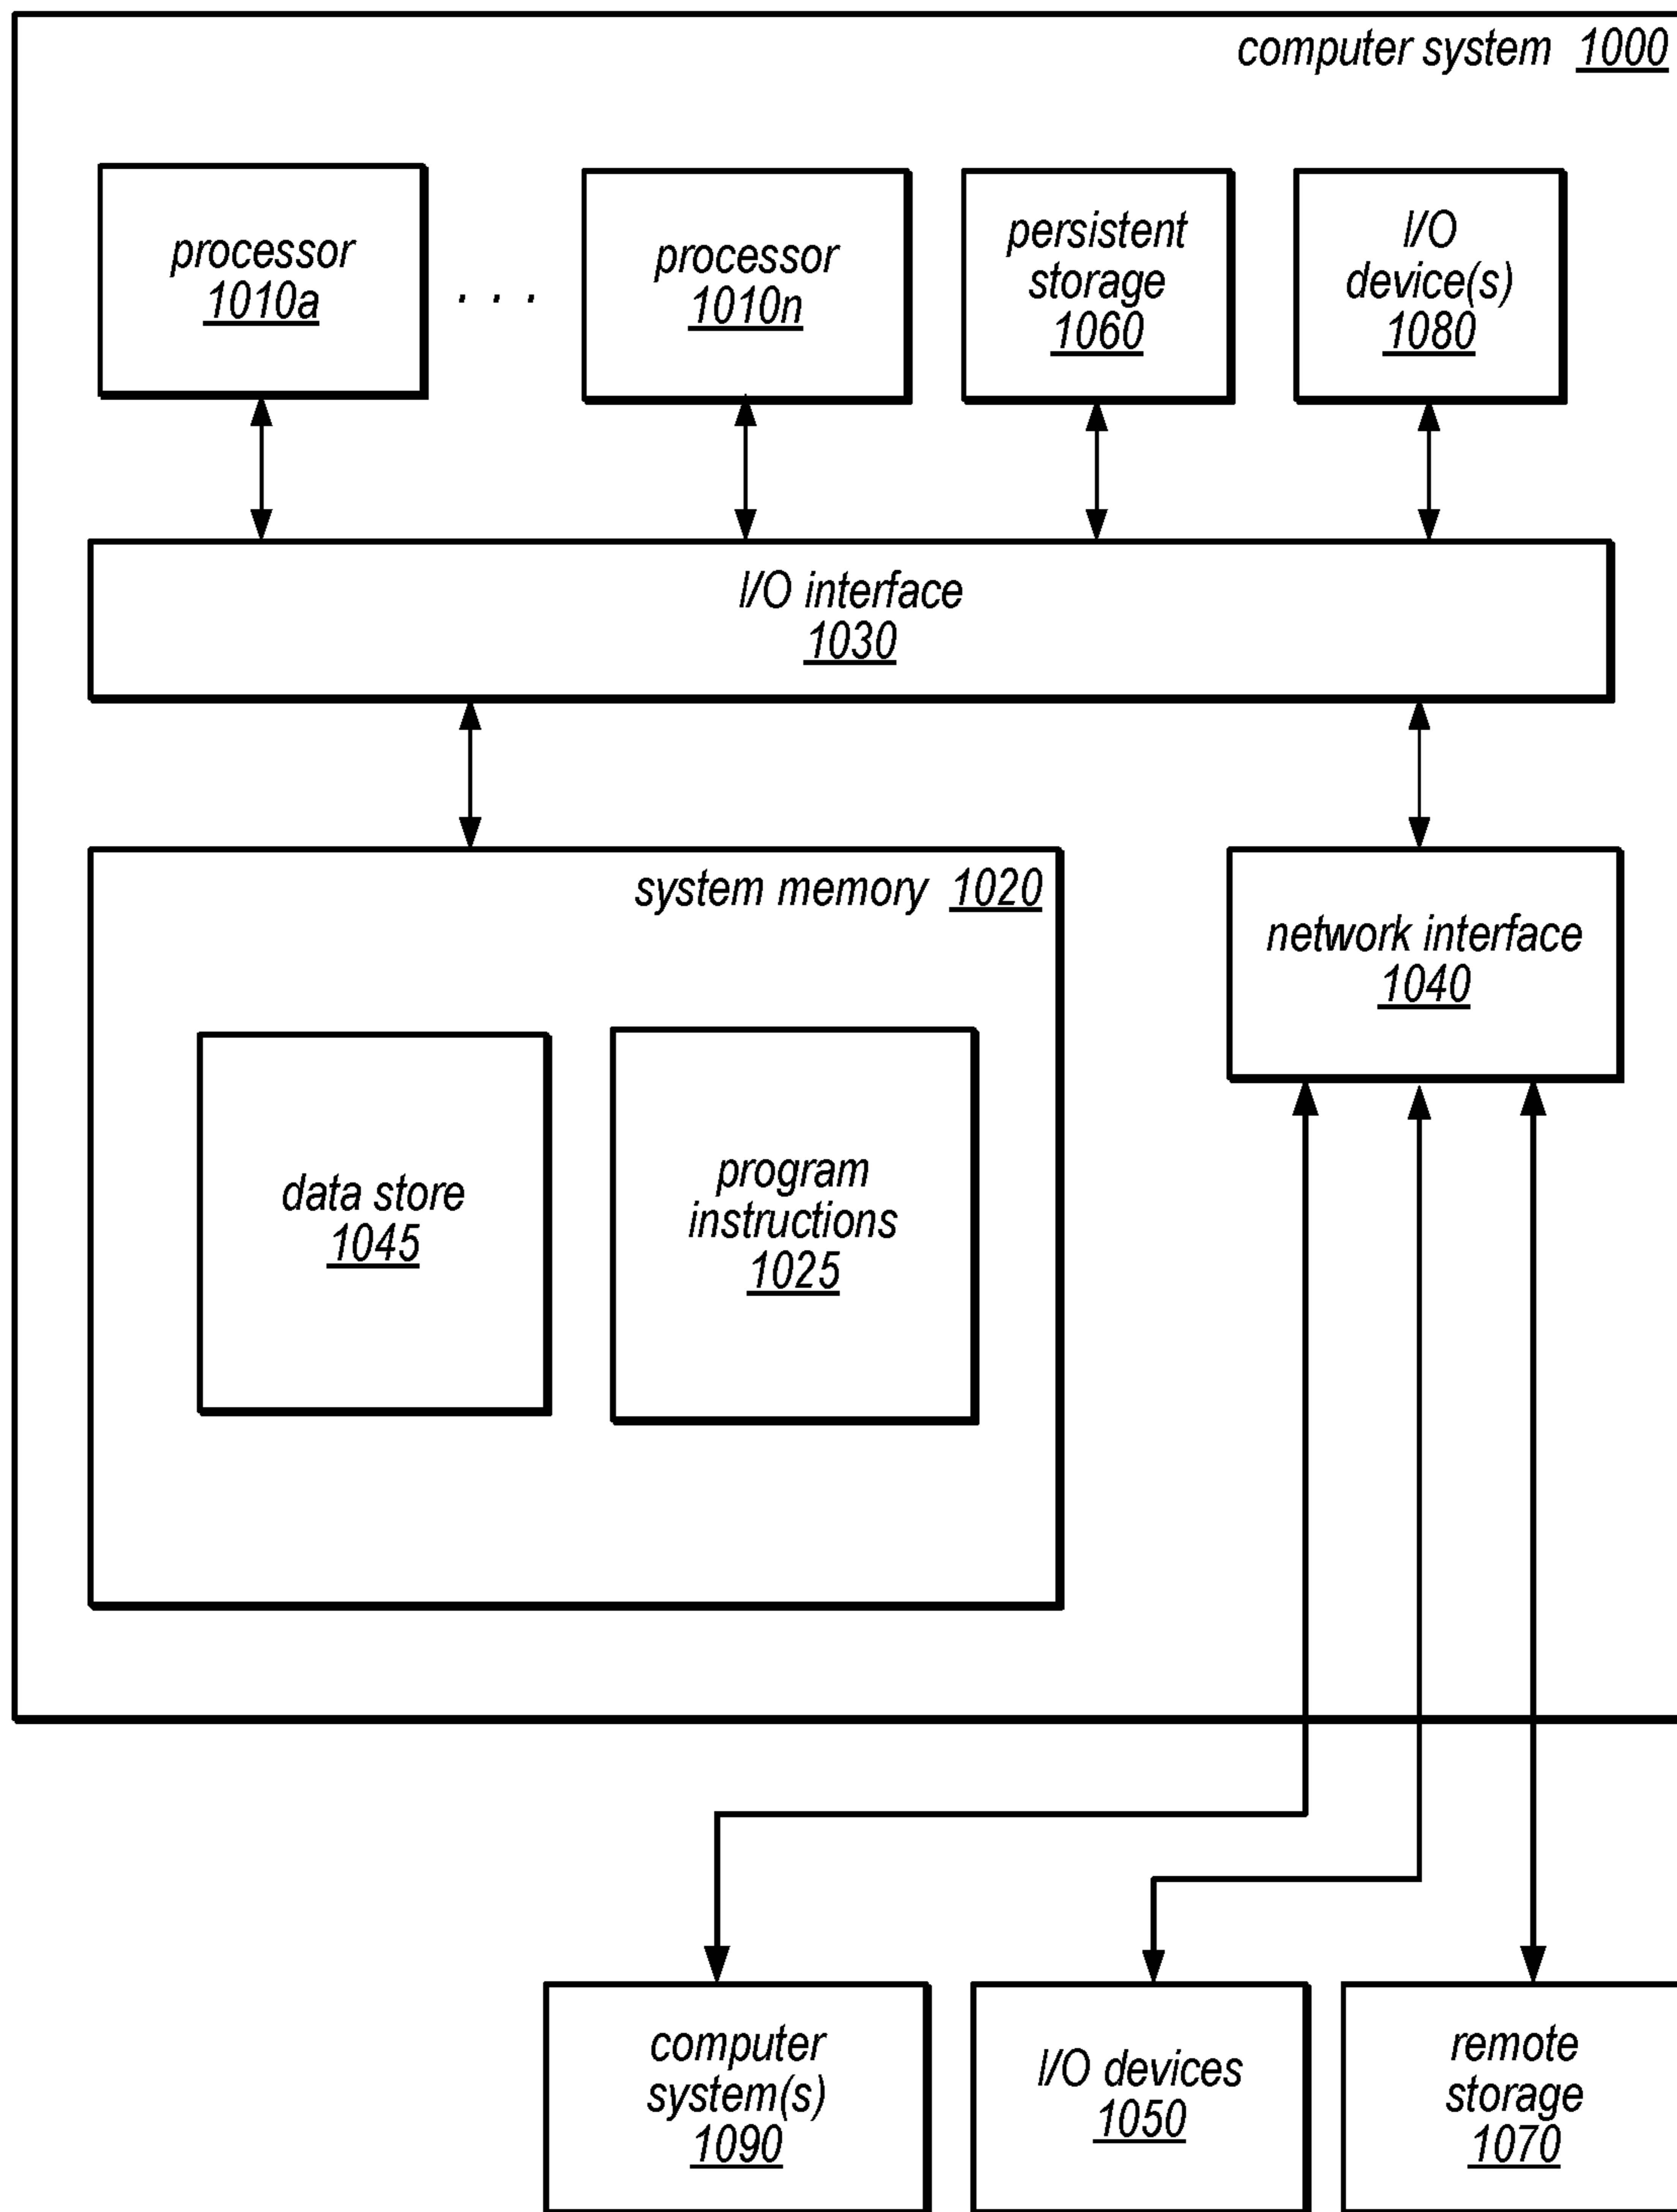 computer system 1000
processor
1010a
. . .
processor
1010n
persistent
storage
1060
I/O
device(s)
1080
I/O interface
1030
system memory 1020
network interface
1040
data store
1045
program
instructions
1025
computer
system(s)
1090
I/O devices
1050
remote
storage
1070